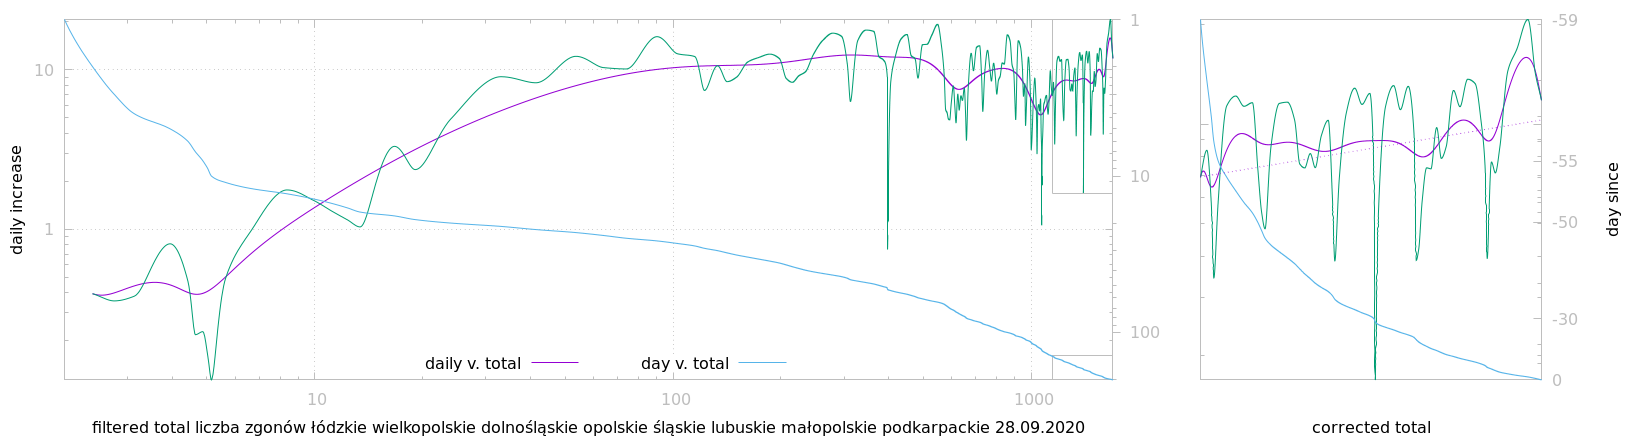 daily increase
10
1
daily v. total
day v. total
10
100
1000
1
10
100
-59
-55
-50
-30
0
day since
filtered total liczba zgonów łódzkie wielkopolskie dolnośląskie opolskie śląskie lubuskie małopolskie podkarpackie 28.09.2020
corrected total